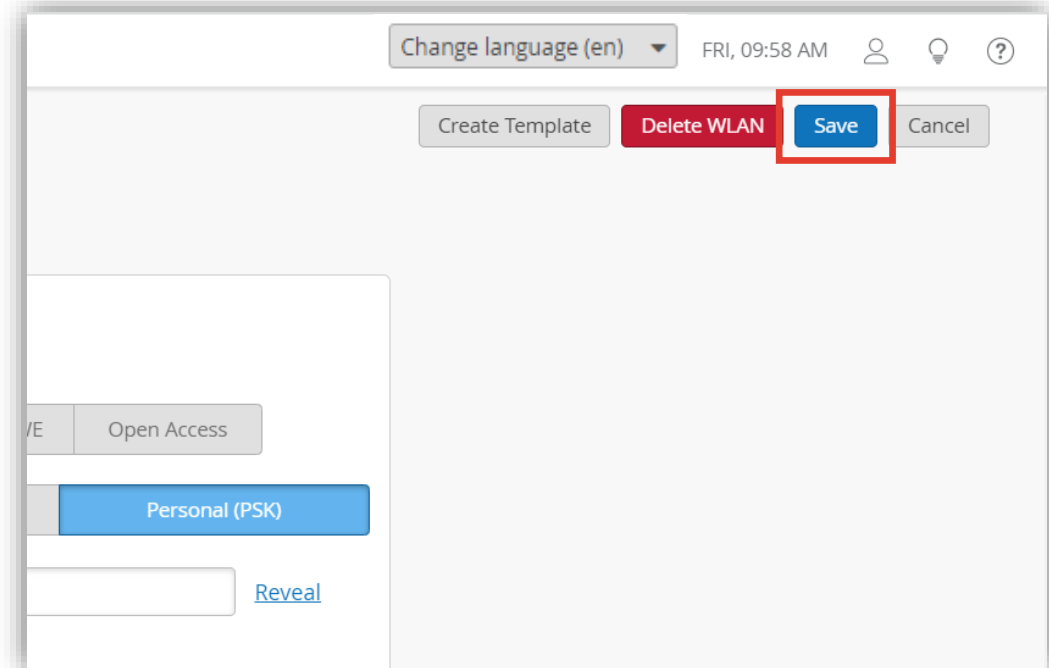 Change language (en) FRI, 09:58 AM ?
Create Template Delete WLAN Save Cancel
Open Access
Personal (PSK)
Reveal